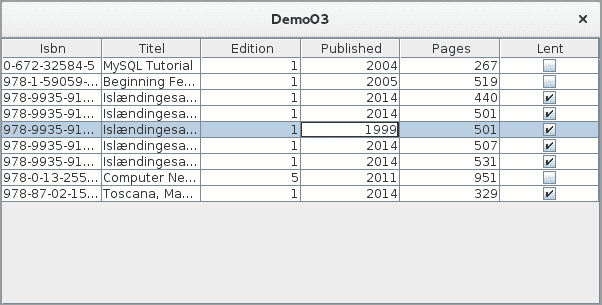 Demo03 ×
Isbn Titel Edition Published Pages Lent
0-672-32584-5 MySQL Tutorial 1 2004 267
978-1-59059-... Beginning Fe... 1 2005 519
978-9935-91... Islændingesa... 1 2014 440
978-9935-91... Islændingesa... 1 2014 501
978-9935-91... Islændingesa... 1 1999 501
978-9935-91... Islændingesa... 1 2014 507
978-9935-91... Islændingesa... 1 2014 531
978-0-13-255... Computer Ne... 5 2011 951
978-87-02-15... Toscana, Ma... 1 2014 329